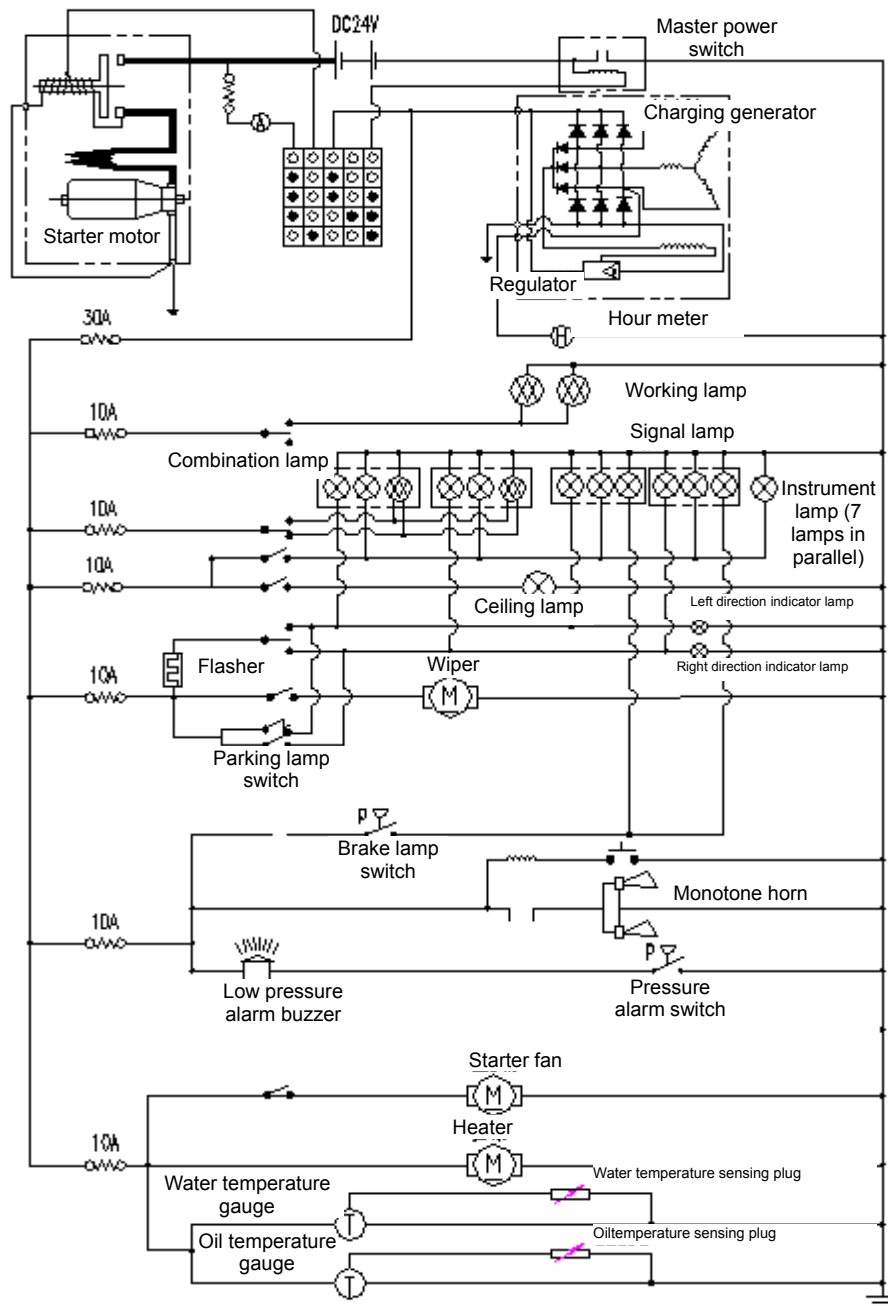 DC24V
Master power
switch
A
Charging generator
Starter motor
Regulator
30A
Hour meter
H
Working lamp
10A
Signal lamp
Combination lamp
Instrument
lamp (7
lamps in
parallel)
10A
10A
Ceiling lamp
Left direction indicator lamp
Flasher
Wiper
Right direction indicator lamp
10A
M
Parking lamp
switch
P
Brake lamp
switch
Monotone horn
10A
P
Low pressure
alarm buzzer
Pressure
alarm switch
Starter fan
M
Heater
10A
M
Water temperature
gauge
Water temperature sensing plug
T
Oil temperature
gauge
Oiltemperature sensing plug
T